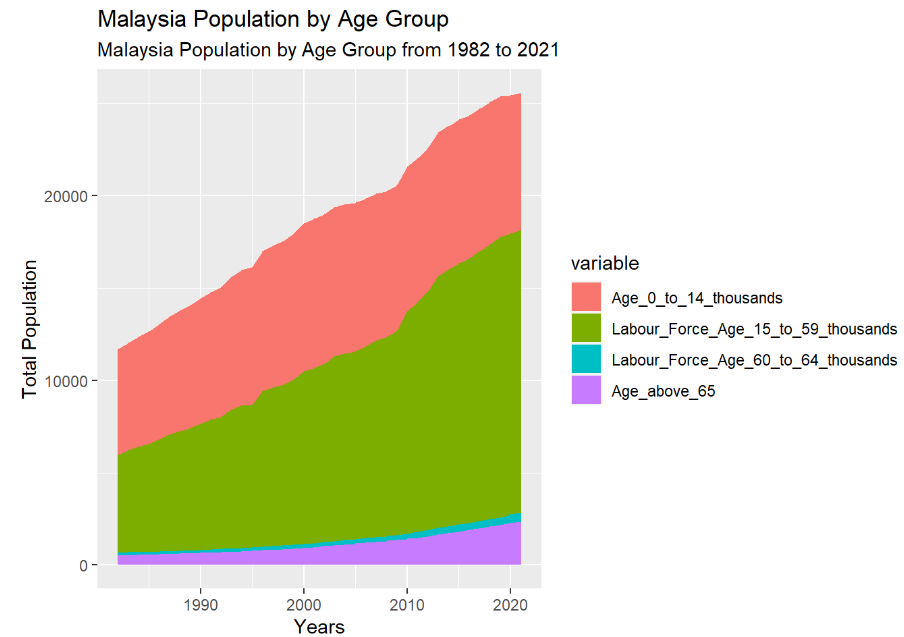 Malaysia Population by Age Group
Malaysia Population by Age Group from 1982 to 2021
Total Population
20000
10000
0
1990
2000
2010
2020
Years
variable
Age_0_to_14_thousands
Labour_Force_Age_15_to_59_thousands
Labour_Force_Age_60_to_64_thousands
Age_above_65